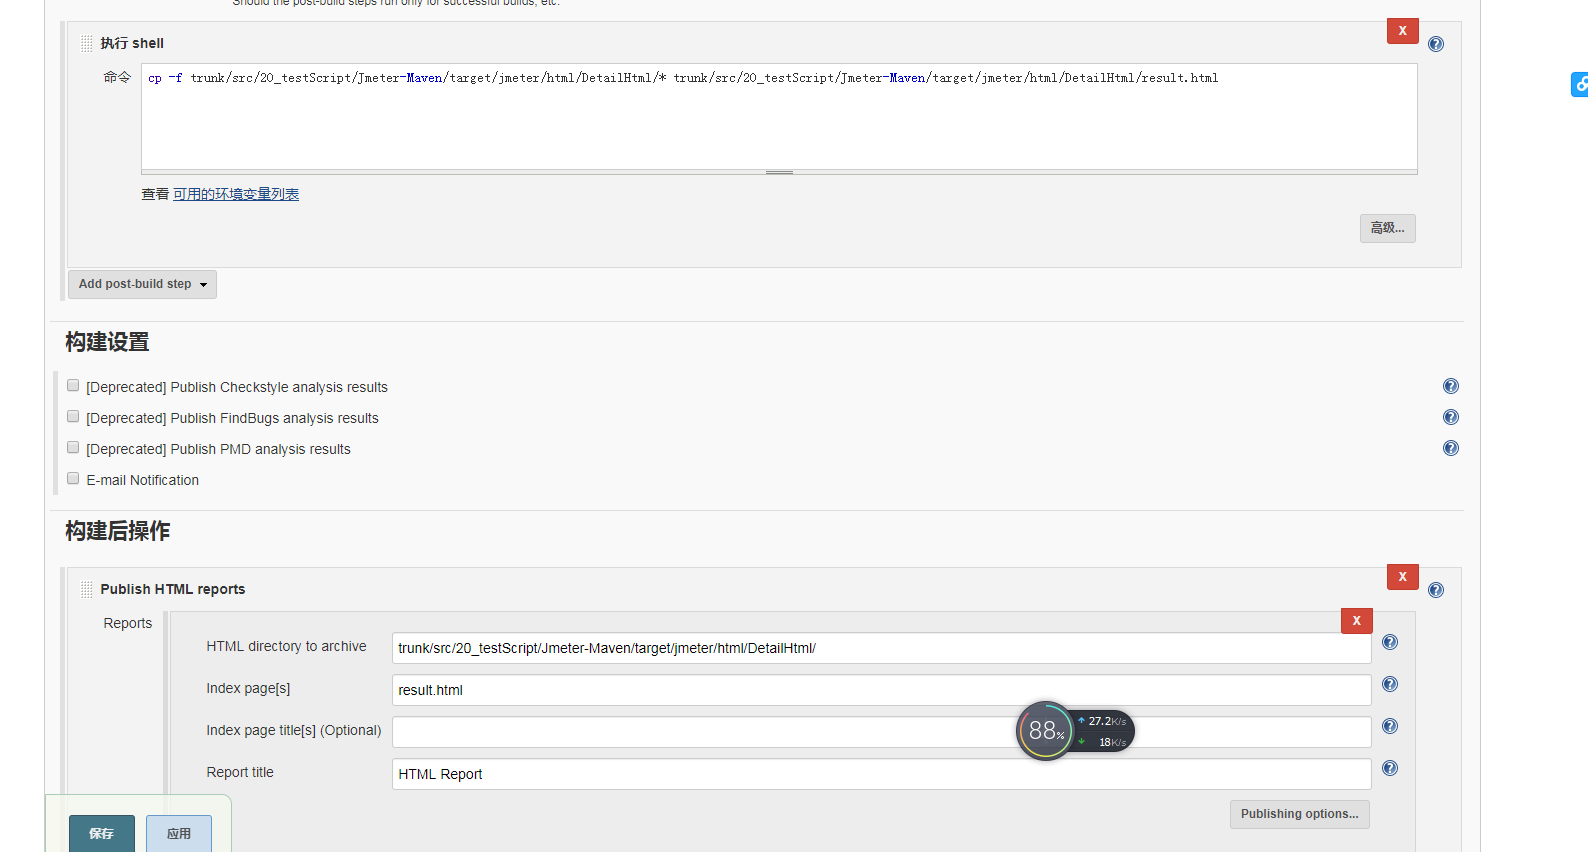 Should the post-build steps run only for successful builds, etc.
X
执行 shell
命令 cp -f trunk/src/20_testScript/Jmeter-Maven/target/jmeter/html/DetailHtml/* trunk/src/20_testScript/Jmeter-Maven/target/jmeter/html/DetailHtml/result.html
查看 可用的环境变量列表
高级...
Add post-build step
构建设置
[Deprecated] Publish Checkstyle analysis results
[Deprecated] Publish FindBugs analysis results
[Deprecated] Publish PMD analysis results
E-mail Notification
构建后操作
X
Publish HTML reports
Reports
X
HTML directory to archive trunk/src/20_testScript/Jmeter-Maven/target/jmeter/html/DetailHtml/
Index page[s] result.html
Index page title[s] (Optional)
88%
27.2K/s
18K/s
Report title HTML Report
Publishing options...
保存 应用